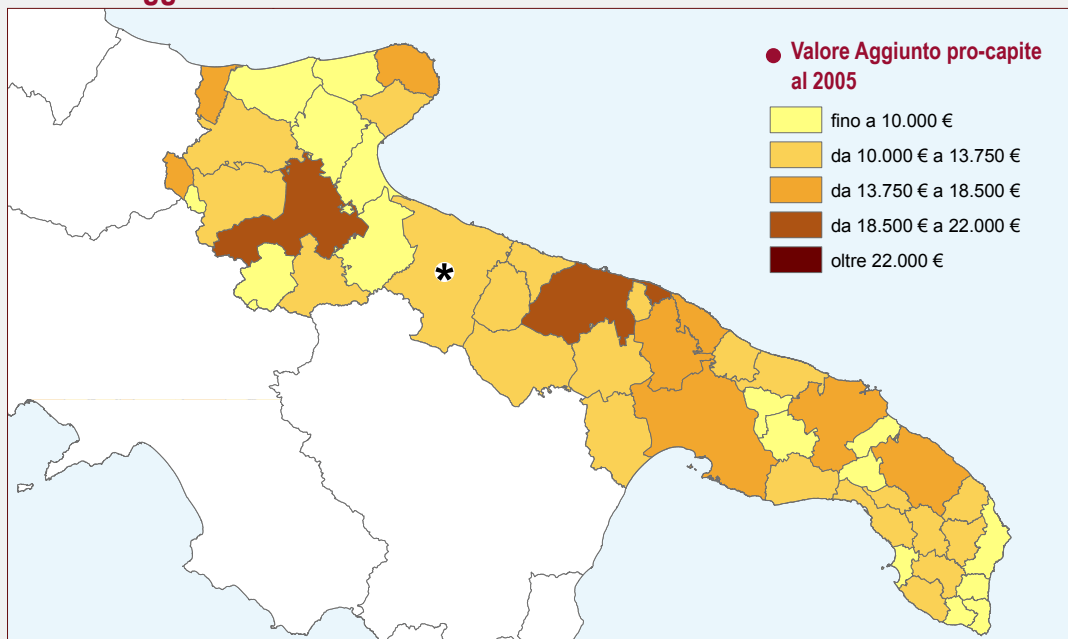 Valore Aggiunto pro-capite
al 2005
fino a 10.000 €
da 10.000 € a 13.750 €
da 13.750 € a 18.500 €
da 18.500 € a 22.000 €
oltre 22.000 €
*